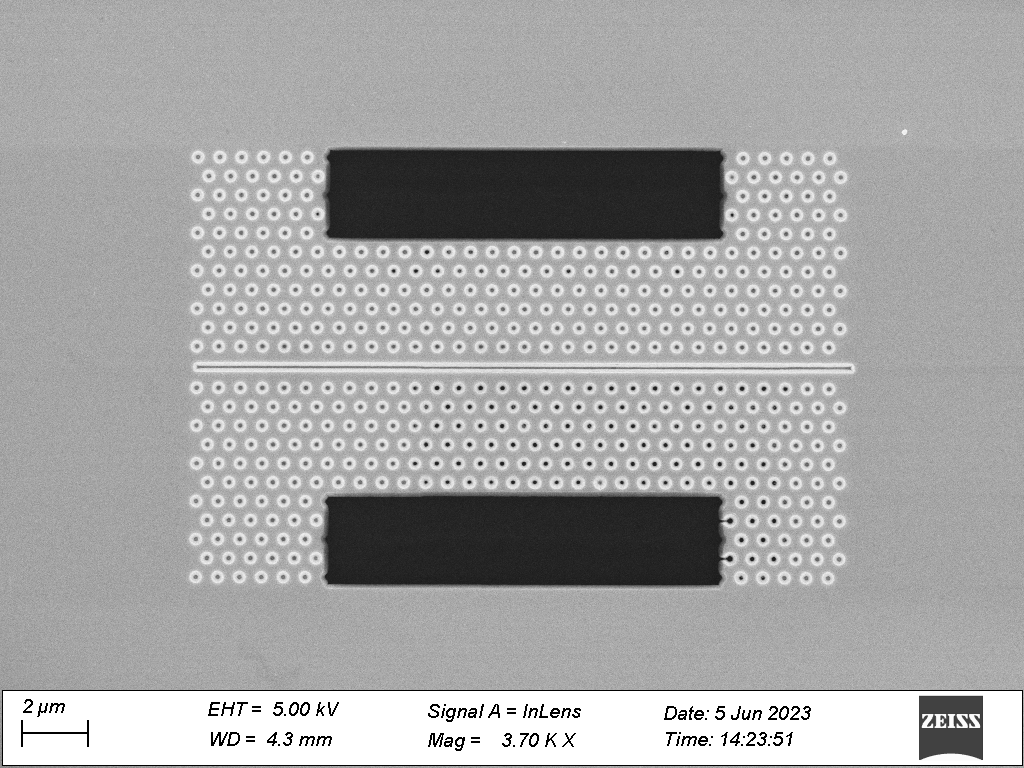 2 µm
EHT = 5.00 kV
Signal A = InLens
Date: 5 Jun 2023
ZEISS
WD = 4.3 mm
Mag = 3.70 K X
Time: 14:23:51